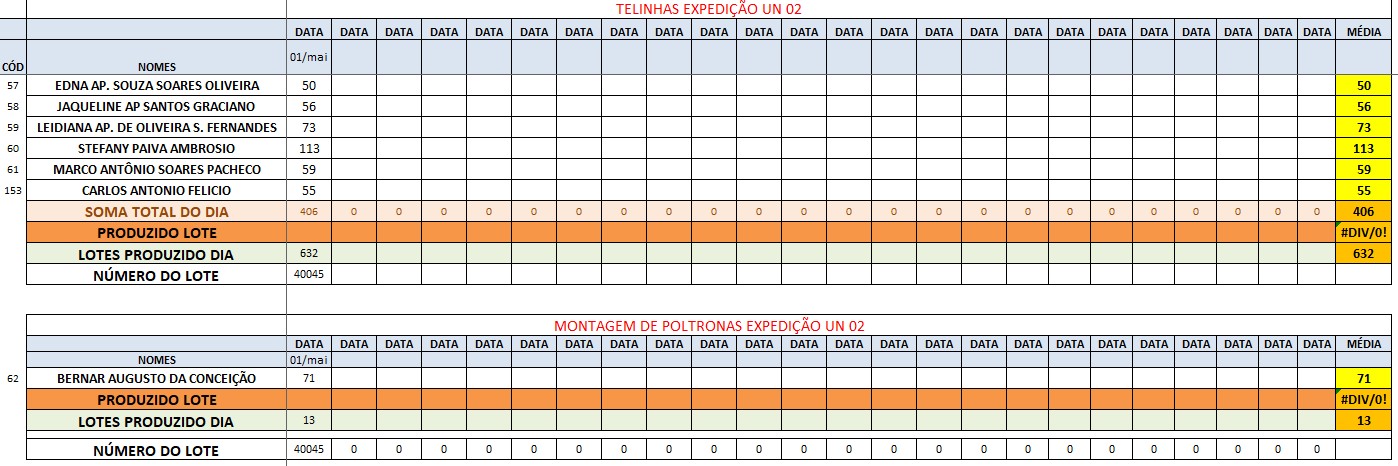 TELINHAS EXPEDIÇÃO UN 02
DATA DATA DATA DATA DATA DATA DATA DATA DATA DATA DATA DATA DATA DATA DATA DATA DATA DATA DATA DATA DATA DATA DATA MÉDIA
CÓD NOMES 01/mai
57 EDNA AP. SOUZA SOARES OLIVEIRA 50 50
58 JAQUELINE AP SANTOS GRACIANO 56 56
59 LEIDIANA AP. DE OLIVEIRA S. FERNANDES 73 73
60 STEFANY PAIVA AMBROSIO 113 113
61 MARCO ANTÔNIO SOARES PACHECO 59 59
153 CARLOS ANTONIO FELICIO 55 55
SOMA TOTAL DO DIA 406 0 0 0 0 0 0 0 0 0 0 0 0 0 0 0 0 0 0 0 0 0 0 406
PRODUZIDO LOTE #DIV/0!
LOTES PRODUZIDO DIA 632 632
NÚMERO DO LOTE 40045
MONTAGEM DE POLTRONAS EXPEDIÇÃO UN 02
DATA DATA DATA DATA DATA DATA DATA DATA DATA DATA DATA DATA DATA DATA DATA DATA DATA DATA DATA DATA DATA DATA DATA MÉDIA
NOMES 01/mai
62 BERNAR AUGUSTO DA CONCEIÇÃO 71 71
PRODUZIDO LOTE #DIV/0!
LOTES PRODUZIDO DIA 13 13
NÚMERO DO LOTE 40045 0 0 0 0 0 0 0 0 0 0 0 0 0 0 0 0 0 0 0 0 0 0